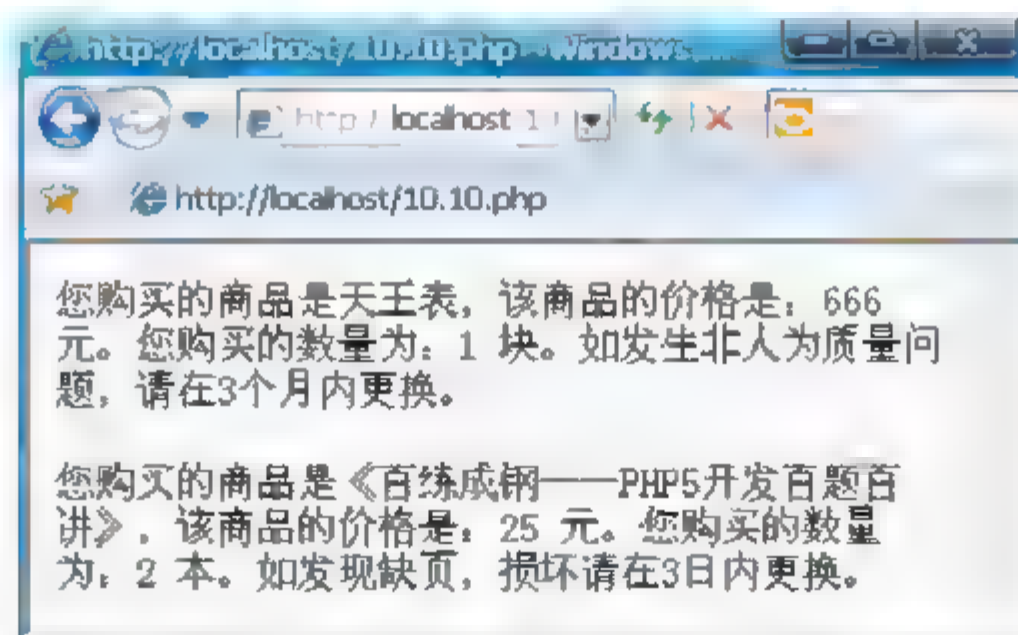 http://localhost/10.10.php - Windows...
http / localhost 1
http://localhost/10.10.php
您购买的商品是天王表，该商品的价格是：666
元。您购买的数量为：1 块。如发生非人为质量问
题，请在3个月内更换。
您购买的商品是《百练成钢——PHP5开发百题百
讲》，该商品的价格是：25 元。您购买的数量
为：2 本。如发现缺页，损坏请在3日内更换。